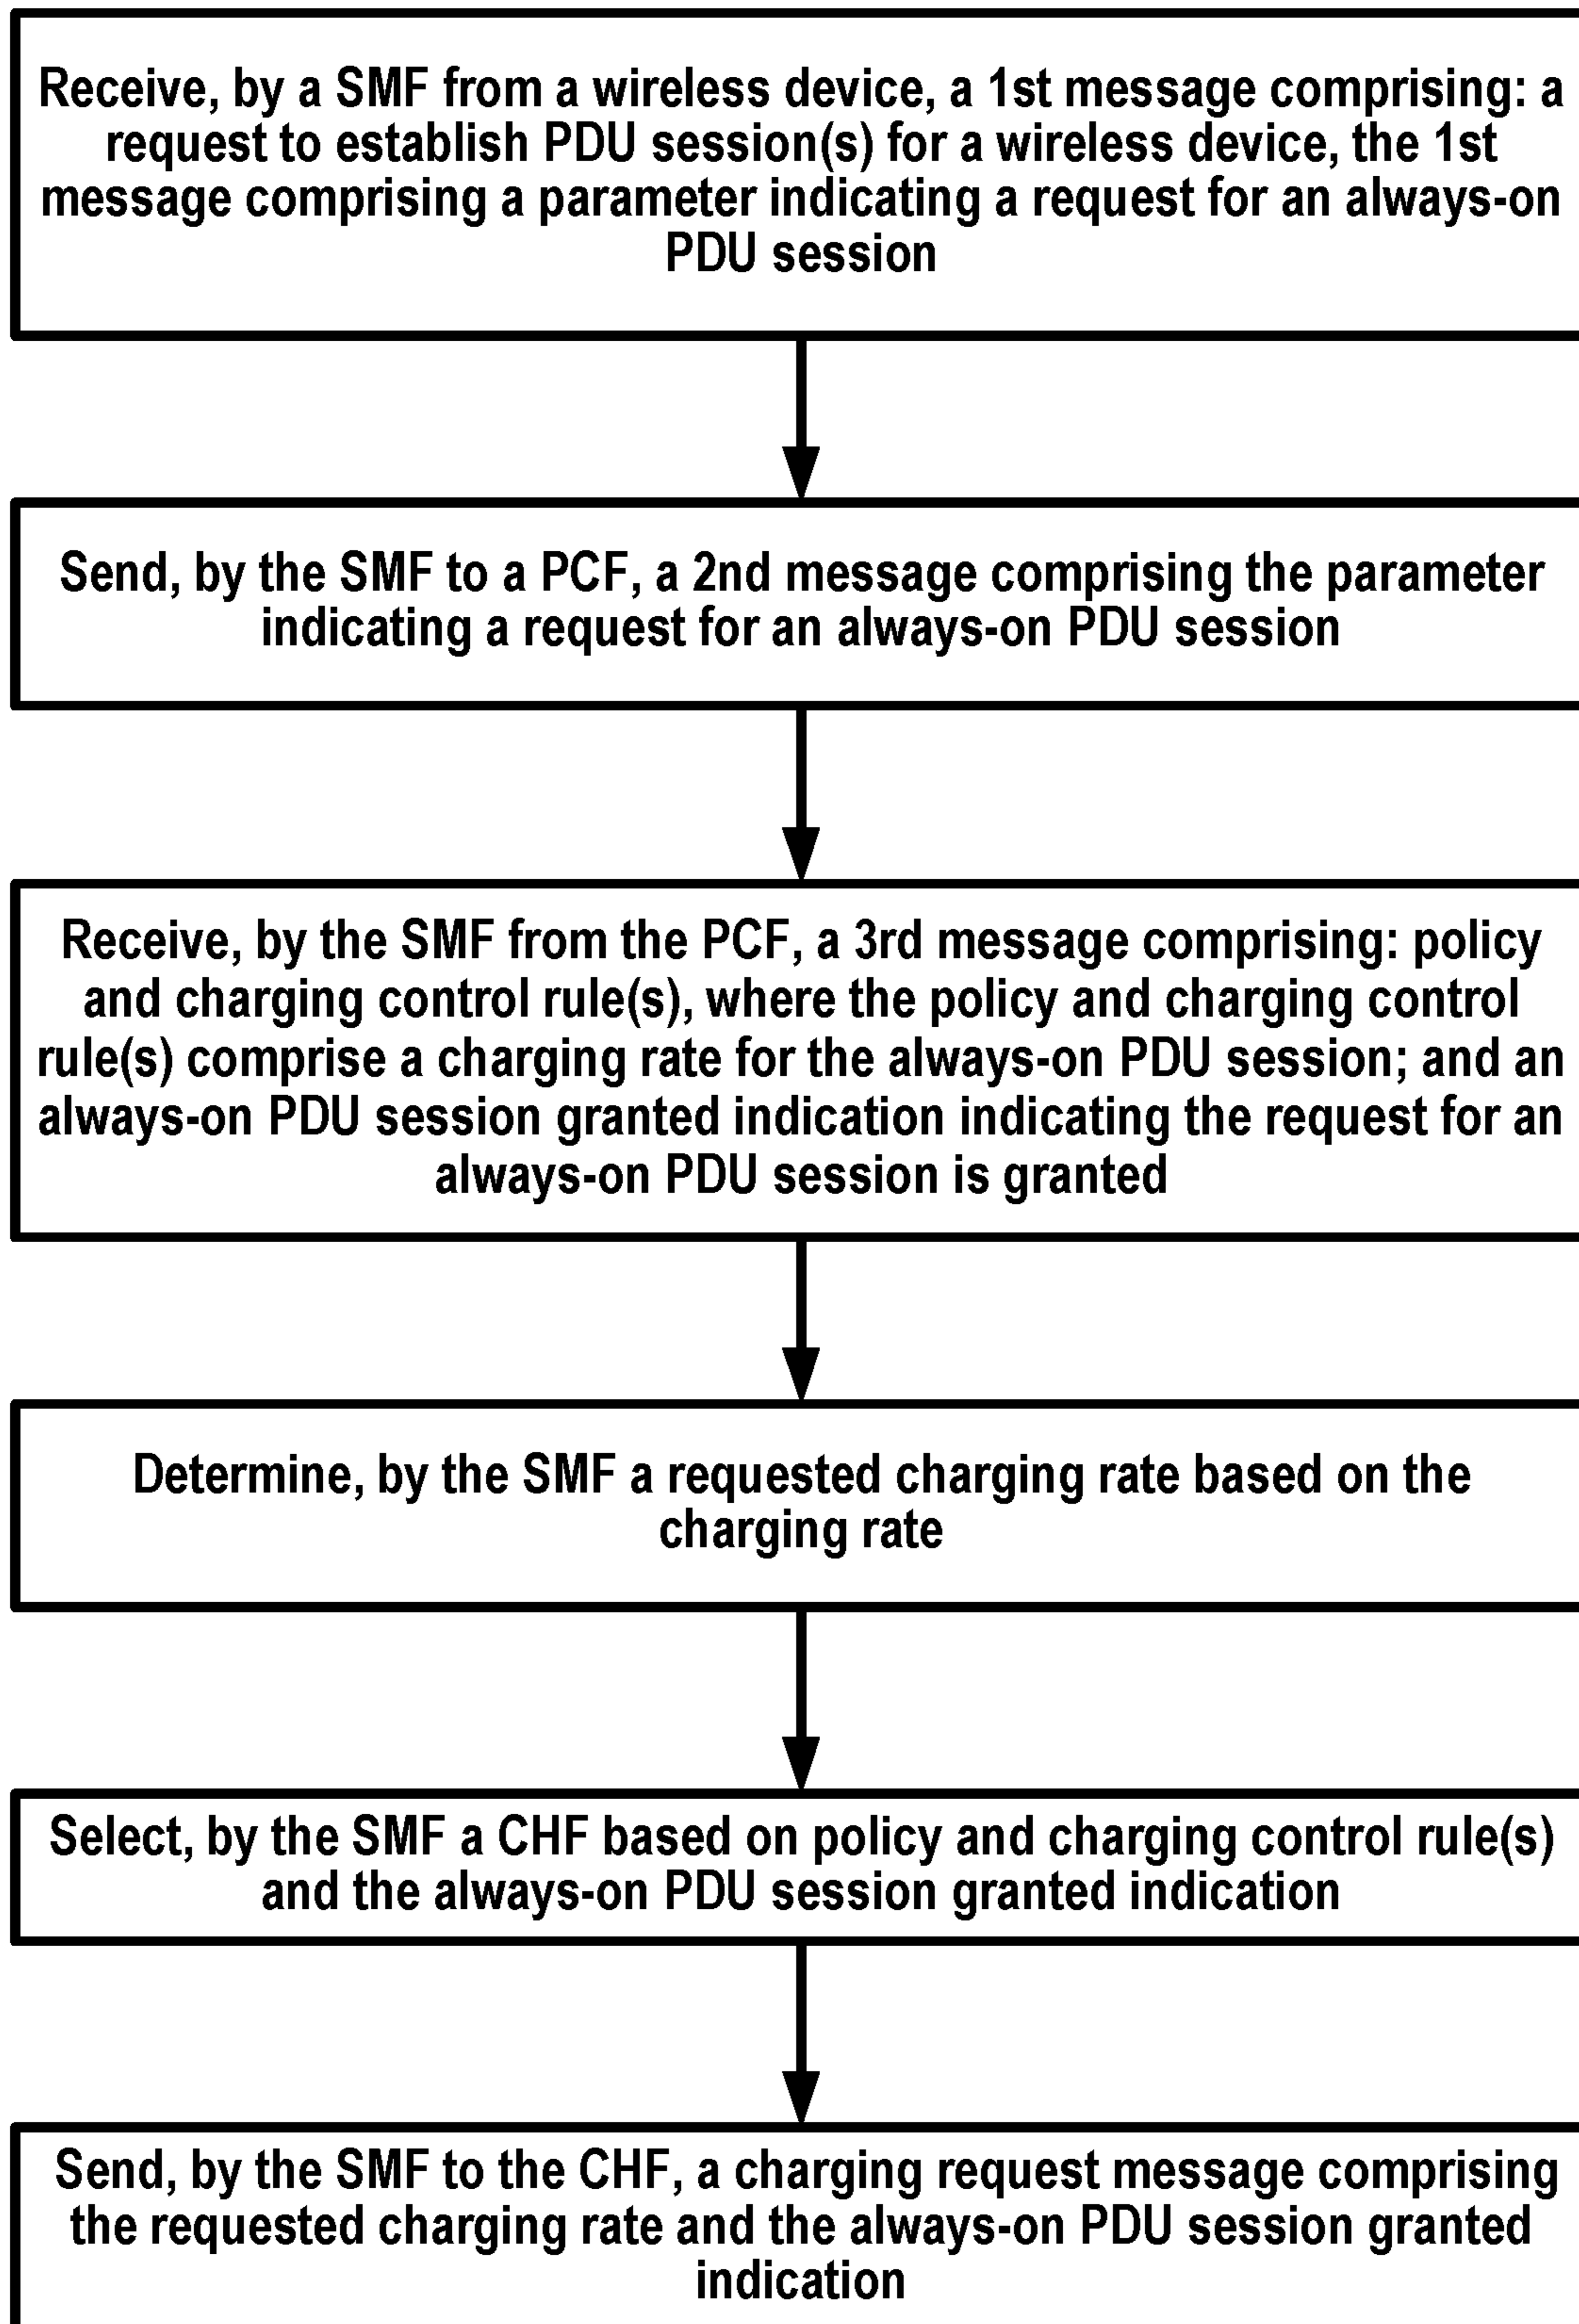 Receive, by a SMF from a wireless device, a 1st message comprising: a
request to establish PDU session(s) for a wireless device, the 1st
message comprising a parameter indicating a request for an always-on
PDU session
Send, by the SMF to a PCF, a 2nd message comprising the parameter
indicating a request for an always-on PDU session
Receive, by the SMF from the PCF, a 3rd message comprising: policy
and charging control rule(s), where the policy and charging control
rule(s) comprise a charging rate for the always-on PDU session; and an
always-on PDU session granted indication indicating the request for an
always-on PDU session is granted
Determine, by the SMF a requested charging rate based on the
charging rate
Select, by the SMF a CHF based on policy and charging control rule(s)
and the always-on PDU session granted indication
Send, by the SMF to the CHF, a charging request message comprising
the requested charging rate and the always-on PDU session granted
indication